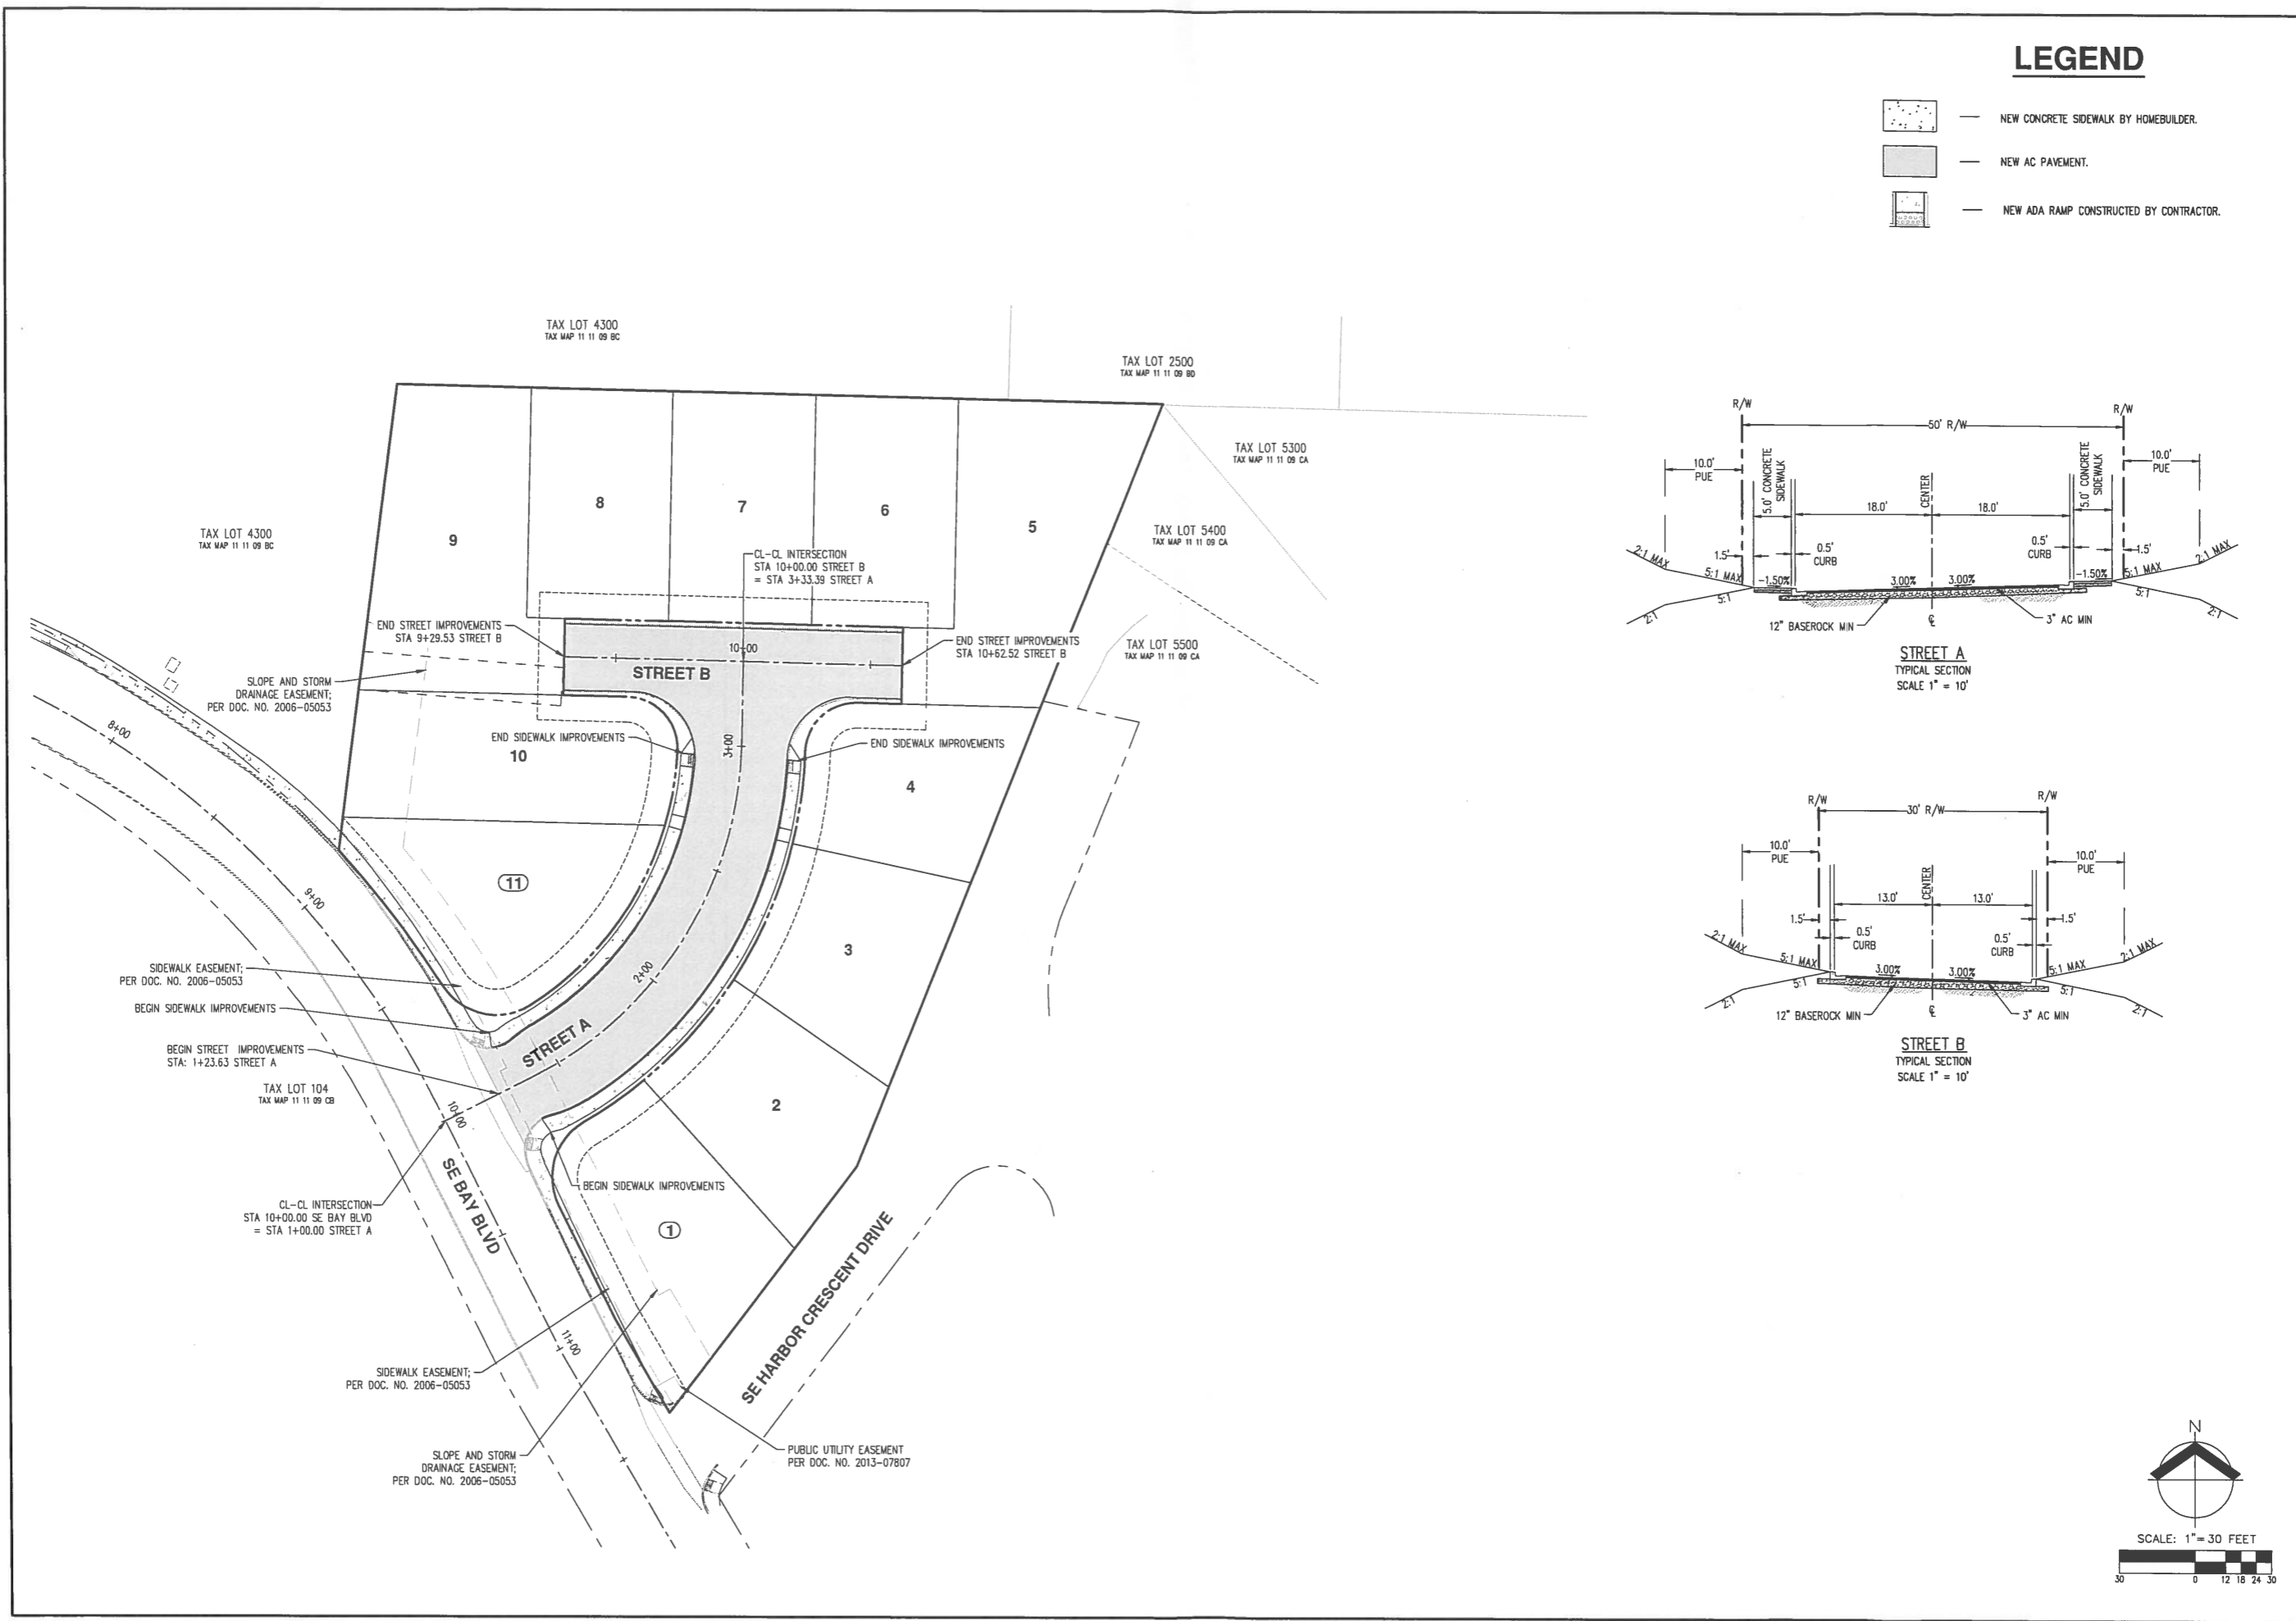 LEGEND
NEW CONCRETE SIDEWALK BY HOMEBUILDER.
NEW AC PAVEMENT.
NEW ADA RAMP CONSTRUCTED BY CONTRACTOR.
TAX LOT 4300
TAX MAP 11 11 09 BC
TAX LOT 2500
TAX MAP 11 11 09 BD
TAX LOT 5300
TAX MAP 11 11 09 CA
TAX LOT 5400
TAX MAP 11 11 09 CA
TAX LOT 5500
TAX MAP 11 11 09 CA
TAX LOT 4300
TAX MAP 11 11 09 BC
9
8
7
6
5
CL-CL INTERSECTION
STA 10+00.00 STREET B
= STA 3+33.39 STREET A
END STREET IMPROVEMENTS
STA 9+29.53 STREET B
10+00
STREET B
END STREET IMPROVEMENTS
STA 10+62.52 STREET B
SLOPE AND STORM
DRAINAGE EASEMENT;
PER DOC. NO. 2006-05053
END SIDEWALK IMPROVEMENTS
3+00
END SIDEWALK IMPROVEMENTS
8+00
10
4
9+00
11
3
SIDEWALK EASEMENT;
PER DOC. NO. 2006-05053
2+00
BEGIN SIDEWALK IMPROVEMENTS
STREET A
BEGIN STREET IMPROVEMENTS
STA: 1+23.63 STREET A
TAX LOT 104
TAX MAP 11 11 09 CB
10+00
2
SE BAY BLVD
BEGIN SIDEWALK IMPROVEMENTS
CL-CL INTERSECTION
STA 10+00.00 SE BAY BLVD
= STA 1+00.00 STREET A
1
SE HARBOR CRESCENT DRIVE
11+00
SIDEWALK EASEMENT;
PER DOC. NO. 2006-05053
SLOPE AND STORM
DRAINAGE EASEMENT;
PER DOC. NO. 2006-05053
PUBLIC UTILITY EASEMENT
PER DOC. NO. 2013-07807
R/W
R/W
50' R/W
10.0'
PUE
5.0' CONCRETE
SIDEWALK
CENTER
5.0' CONCRETE
SIDEWALK
10.0'
PUE
18.0'
18.0'
1.5'
0.5'
CURB
0.5'
CURB
1.5'
2:1 MAX
5:1 MAX
-1.50%
3.00%
3.00%
-1.50%
5:1 MAX
2:1 MAX
2:1
5:1
5:1
2:1
12" BASEROCK MIN
℄
3" AC MIN
STREET A
TYPICAL SECTION
SCALE 1" = 10'
R/W
R/W
30' R/W
10.0'
PUE
CENTER
10.0'
PUE
13.0'
13.0'
1.5'
1.5'
0.5'
CURB
0.5'
CURB
2:1 MAX
5:1 MAX
3.00%
3.00%
5:1 MAX
2:1 MAX
2:1
5:1
5:1
2:1
12" BASEROCK MIN
℄
3" AC MIN
STREET B
TYPICAL SECTION
SCALE 1" = 10'
N
SCALE: 1"= 30 FEET
30 0 12 18 24 30